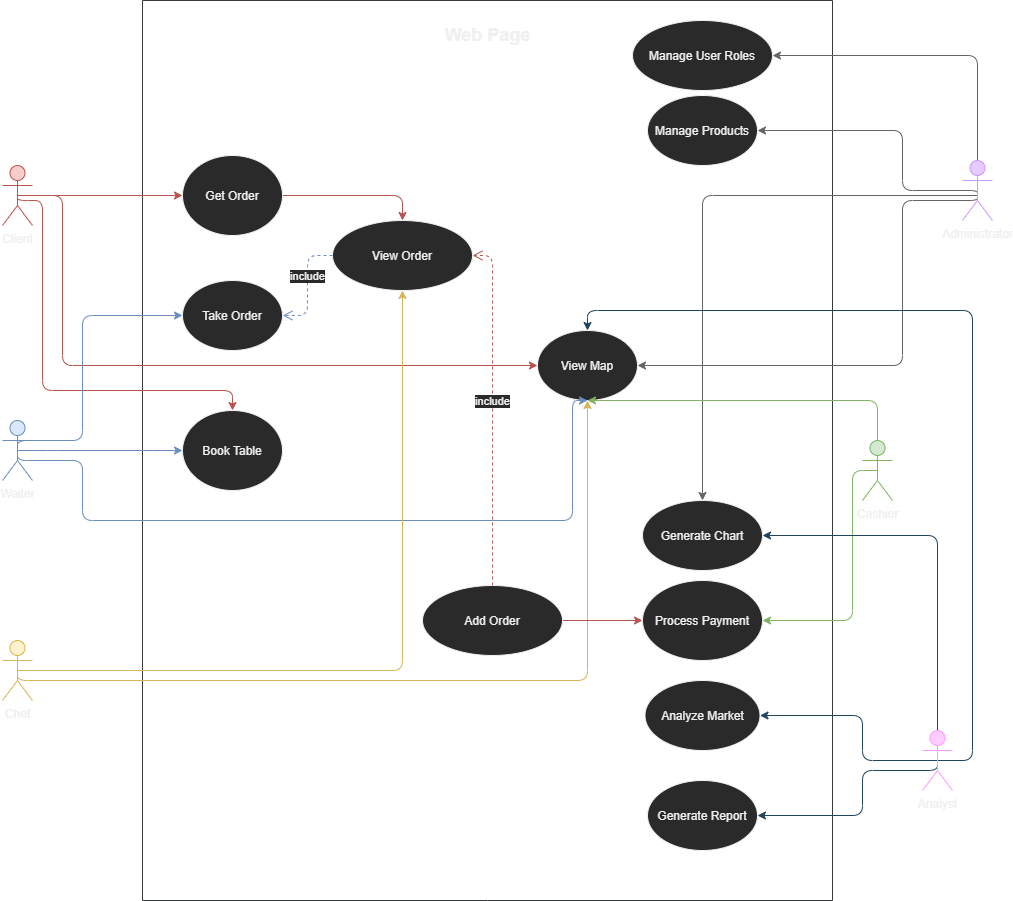 Web Page
Manage User Roles
Manage Products
Get Order
Client
Administrator
View Order
include
Take Order
View Map
include
Book Table
Waiter
Cashier
Generate Chart
Add Order
Process Payment
Chef
Analyze Market
Analyst
Generate Report